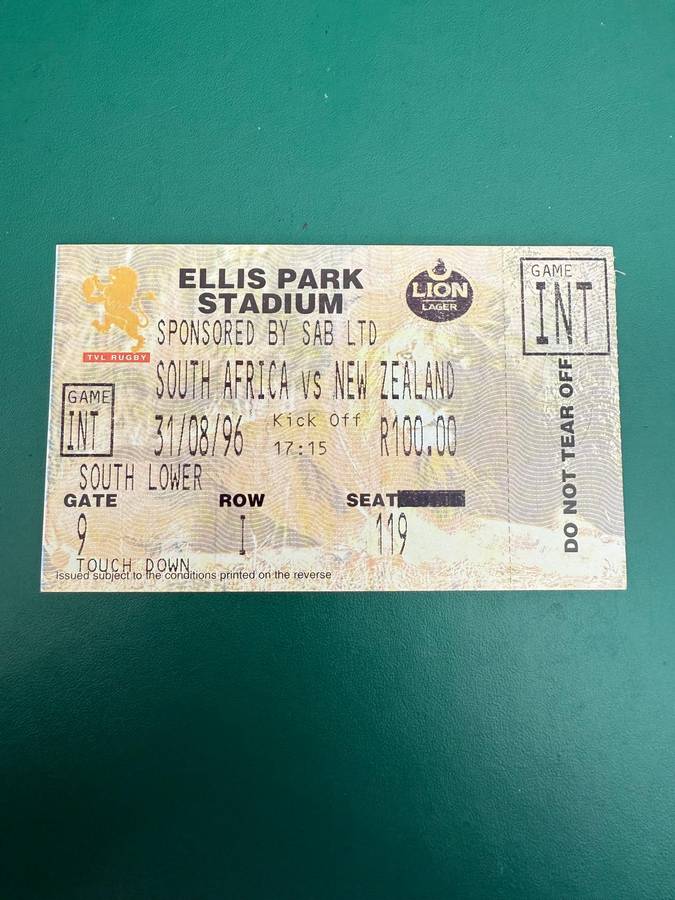 ELLIS PARK
STADIUM
LION
LAGER
TVL RUGBY
SPONSORED BY SAB LTD
SOUTH AFRICA vs NEW ZEALAND
GAME
INT
31/08/96
Kick Off
17:15
R100.00
SOUTH LOWER
GATE ROW SEAT
9 I 119
TOUCH DOWN
issued subject to the conditions printed on the reverse
GAME
INT
DO NOT TEAR OFF